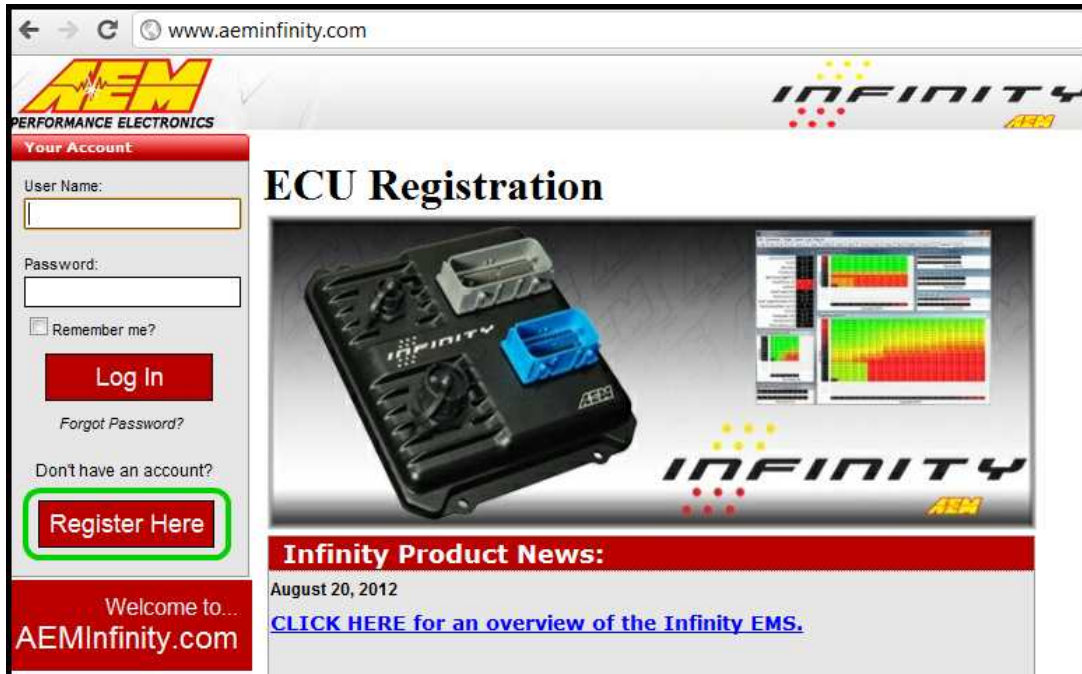 www.aeminfinity.com
AEM
PERFORMANCE ELECTRONICS
INFINITY
AEM
Your Account
User Name:
Password:
Remember me?
Log In
Forgot Password?
Don't have an account?
Register Here
Welcome to...
AEMInfinity.com
ECU Registration
INFINITY
AEM
INFINITY
AEM
Infinity Product News:
August 20, 2012
CLICK HERE for an overview of the Infinity EMS.